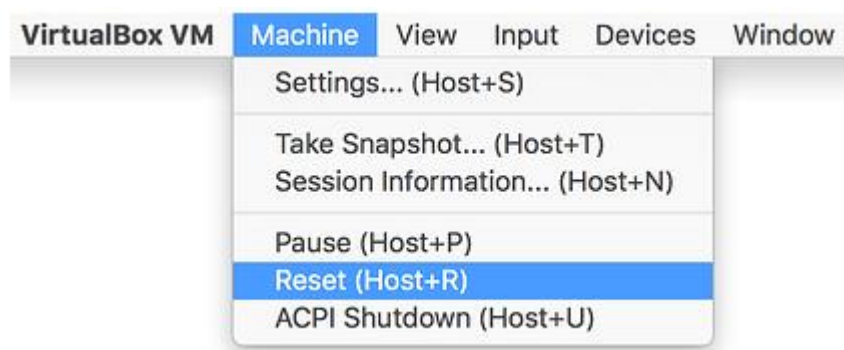 VirtualBox VM Machine View Input Devices Window
Settings... (Host+S)
Take Snapshot... (Host+T)
Session Information... (Host+N)
Pause (Host+P)
Reset (Host+R)
ACPI Shutdown (Host+U)